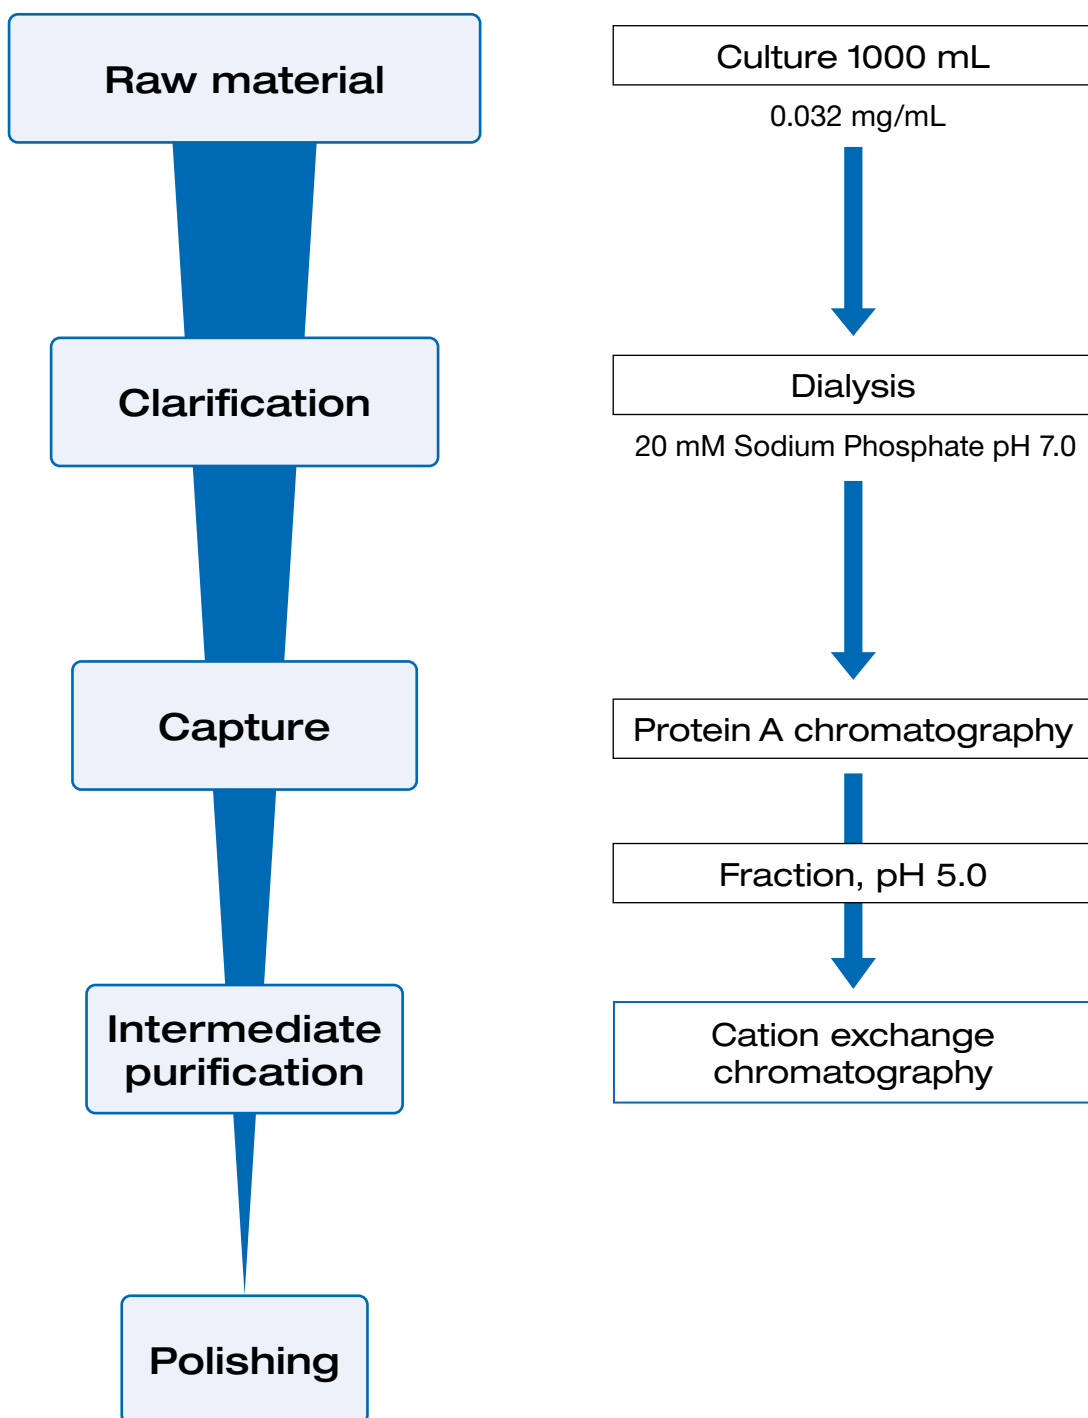 Raw material
Culture 1000 mL
0.032 mg/mL
Clarification
Dialysis
20 mM Sodium Phosphate pH 7.0
Capture
Protein A chromatography
Fraction, pH 5.0
Intermediate
purification
Cation exchange
chromatography
Polishing